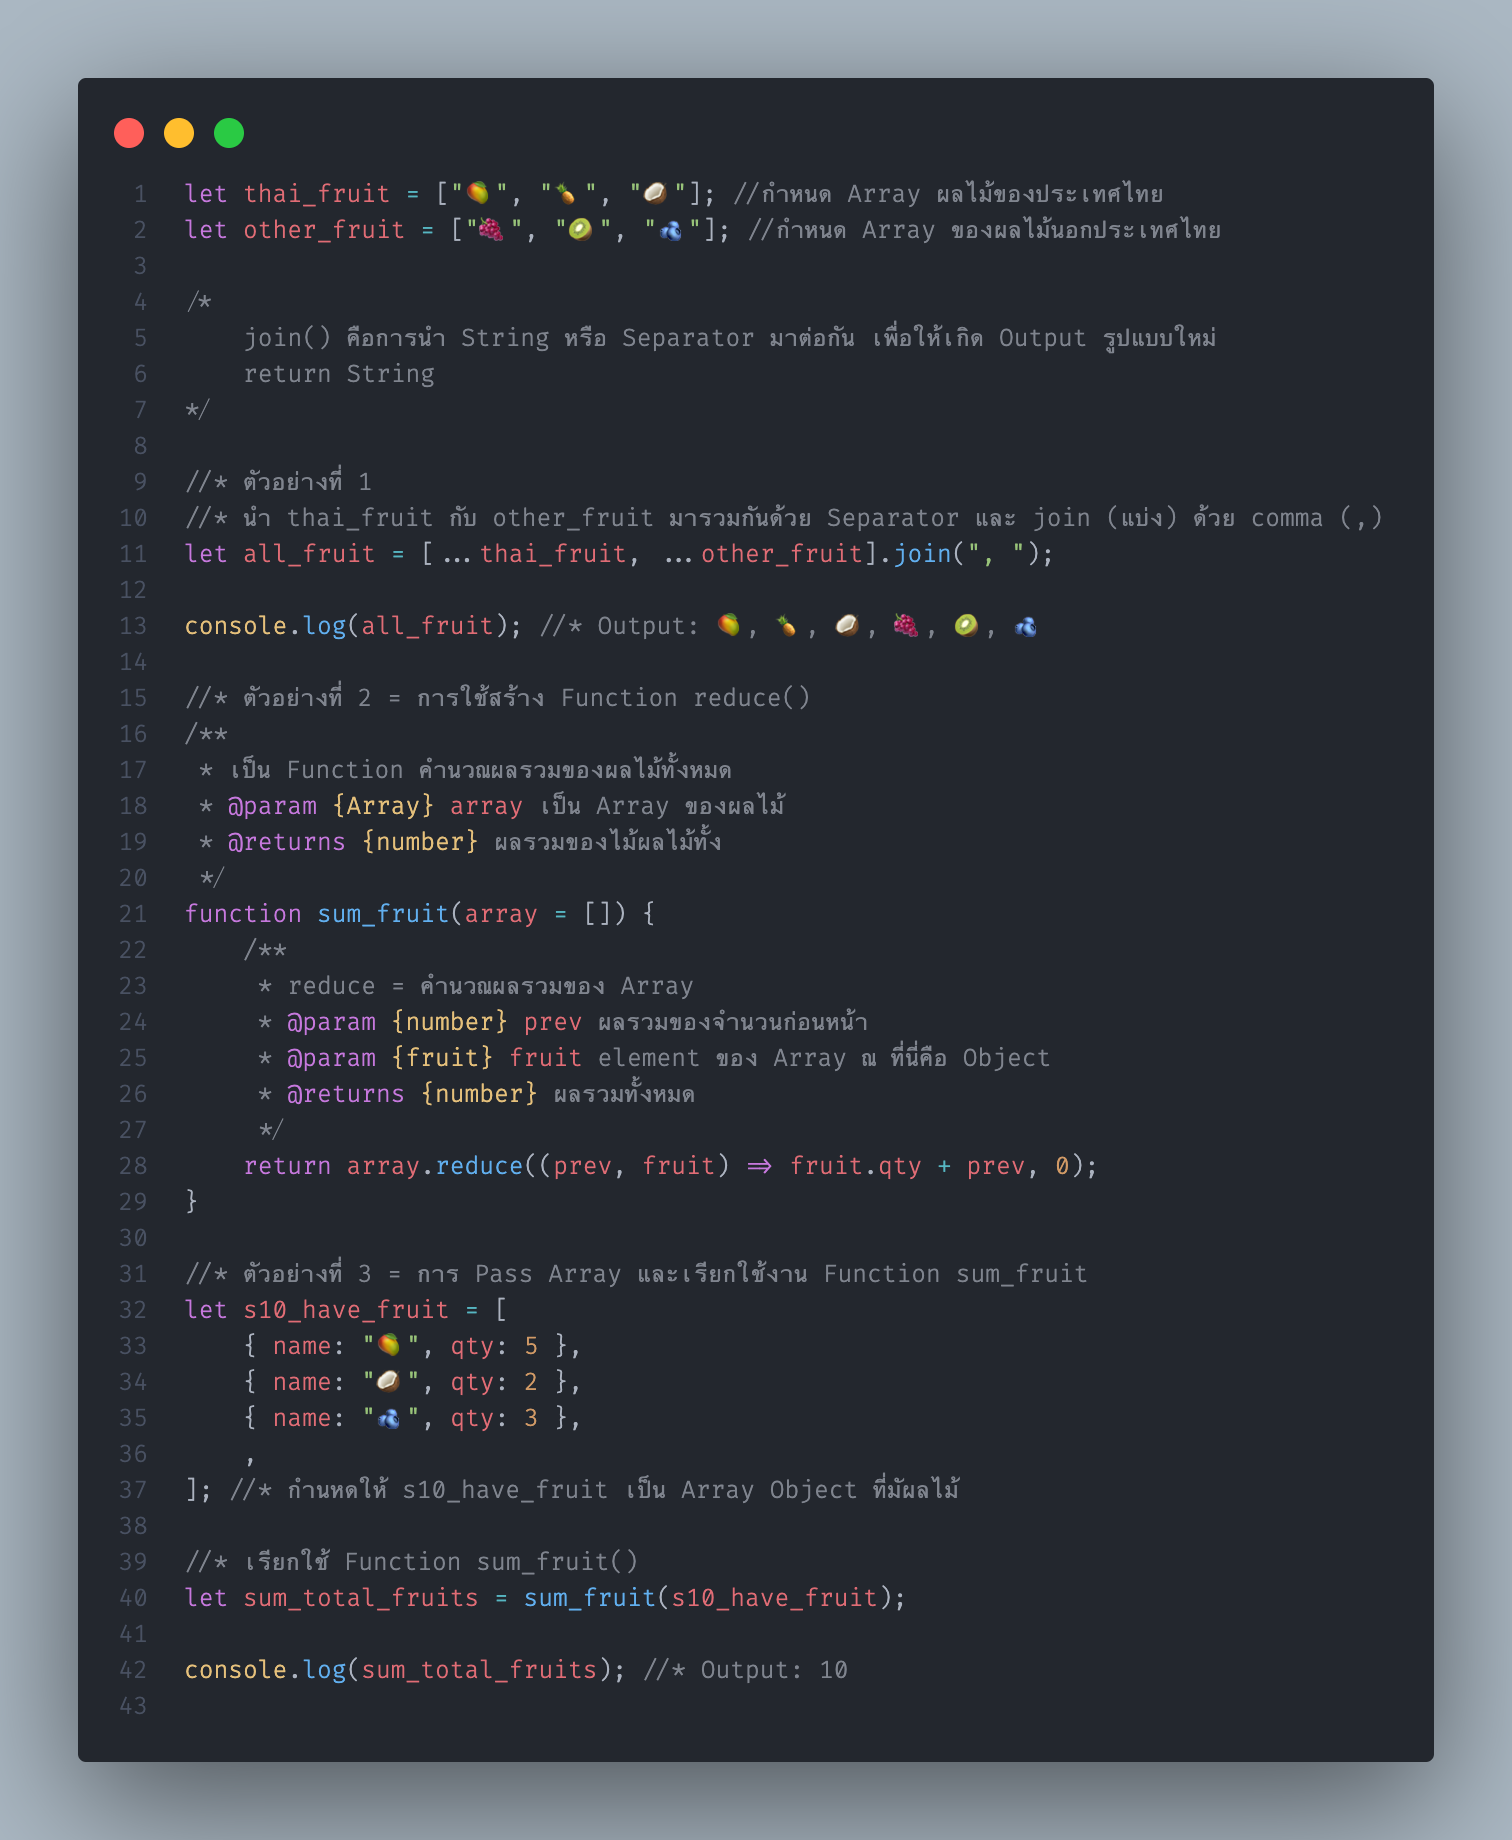 1 let thai_fruit = ["🥭", "🍍", "🥥"]; //กำหนด Array ผลไม้ของประเทศไทย
2 let other_fruit = ["🍇", "🥝", "🫐"]; //กำหนด Array ของผลไม้นอกประเทศไทย
3
4 /*
5     join() คือการนำ String หรือ Separator มาต่อกัน เพื่อให้เกิด Output รูปแบบใหม่
6     return String
7 */
8
9 //* ตัวอย่างที่ 1
10 //* นำ thai_fruit กับ other_fruit มารวมกันด้วย Separator และ join (แบ่ง) ด้วย comma (,)
11 let all_fruit = [...thai_fruit, ...other_fruit].join(", ");
12
13 console.log(all_fruit); //* Output: 🥭, 🍍, 🥥, 🍇, 🥝, 🫐
14
15 //* ตัวอย่างที่ 2 = การใช้สร้าง Function reduce()
16 /**
17  * เป็น Function คำนวณผลรวมของผลไม้ทั้งหมด
18  * @param {Array} array เป็น Array ของผลไม้
19  * @returns {number} ผลรวมของไม้ผลไม้ทั้ง
20  */
21 function sum_fruit(array = []) {
22     /**
23      * reduce = คำนวณผลรวมของ Array
24      * @param {number} prev ผลรวมของจำนวนก่อนหน้า
25      * @param {fruit} fruit element ของ Array ณ ที่นี่คือ Object
26      * @returns {number} ผลรวมทั้งหมด
27      */
28     return array.reduce((prev, fruit) => fruit.qty + prev, 0);
29 }
30
31 //* ตัวอย่างที่ 3 = การ Pass Array และเรียกใช้งาน Function sum_fruit
32 let s10_have_fruit = [
33     { name: "🥭", qty: 5 },
34     { name: "🥥", qty: 2 },
35     { name: "🫐", qty: 3 },
36     ,
37 ]; //* กำนหดให้ s10_have_fruit เป็น Array Object ที่มัผลไม้
38
39 //* เรียกใช้ Function sum_fruit()
40 let sum_total_fruits = sum_fruit(s10_have_fruit);
41
42 console.log(sum_total_fruits); //* Output: 10
43